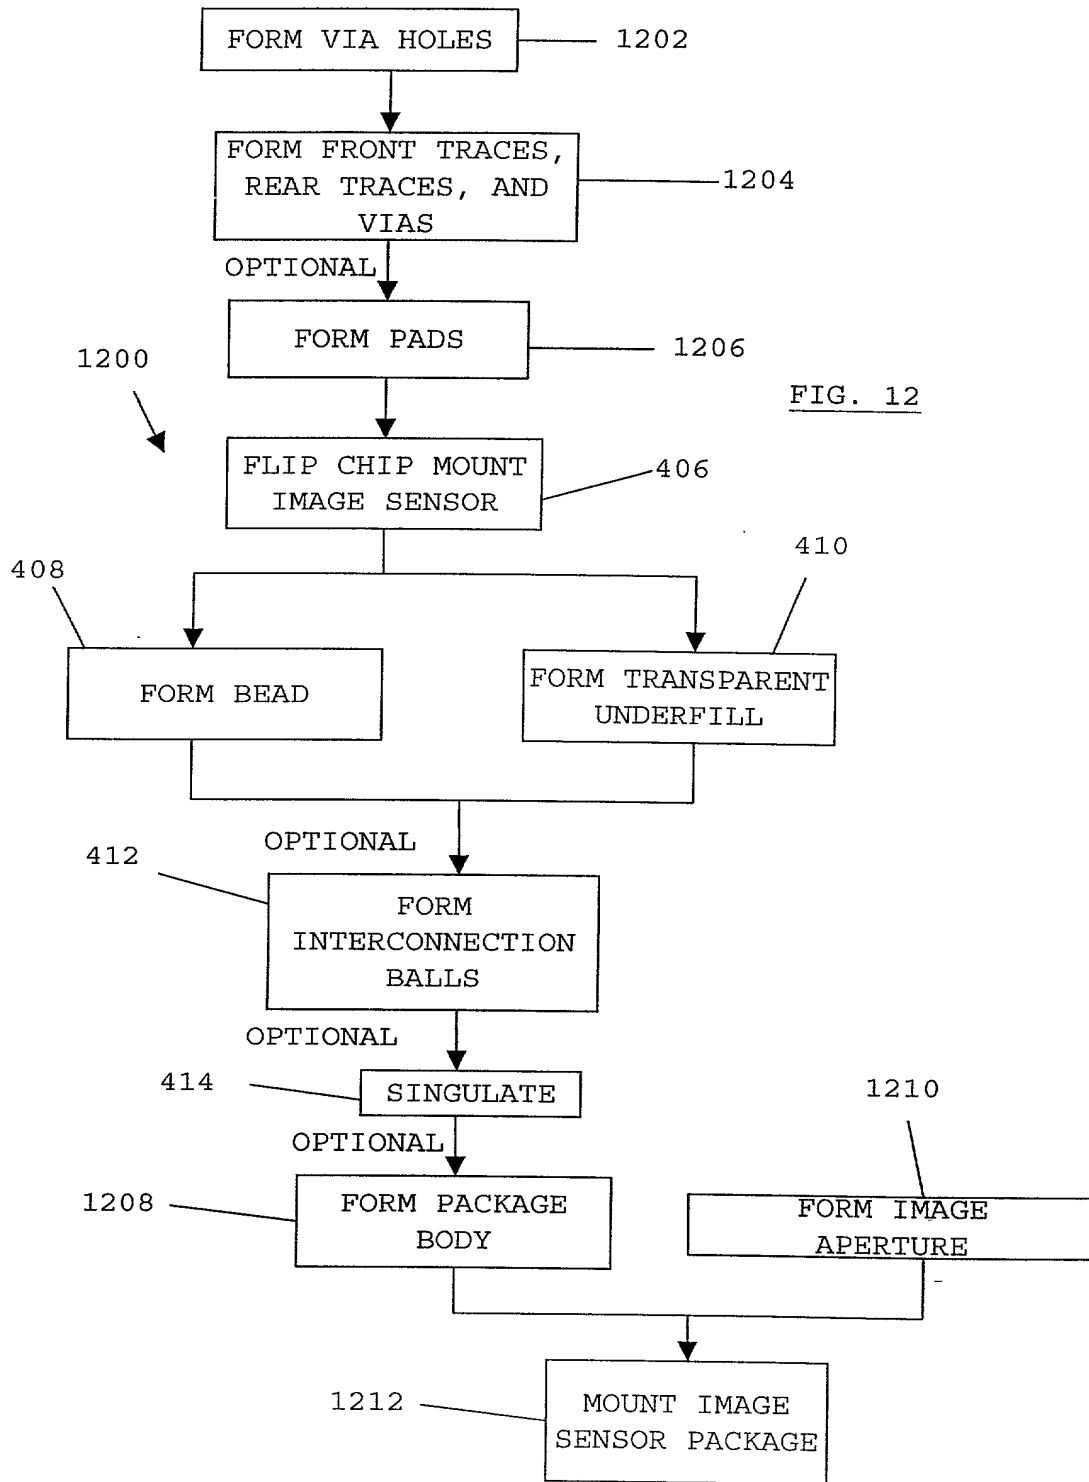 FORM VIA HOLES
1202
FORM FRONT TRACES,
REAR TRACES, AND
VIAS
1204
OPTIONAL
FORM PADS
1206
1200
FIG. 12
FLIP CHIP MOUNT
IMAGE SENSOR
406
408
410
FORM BEAD
FORM TRANSPARENT
UNDERFILL
OPTIONAL
412
FORM
INTERCONNECTION
BALLS
OPTIONAL
414
SINGULATE
1210
OPTIONAL
1208
FORM PACKAGE
BODY
FORM IMAGE
APERTURE
1212
MOUNT IMAGE
SENSOR PACKAGE